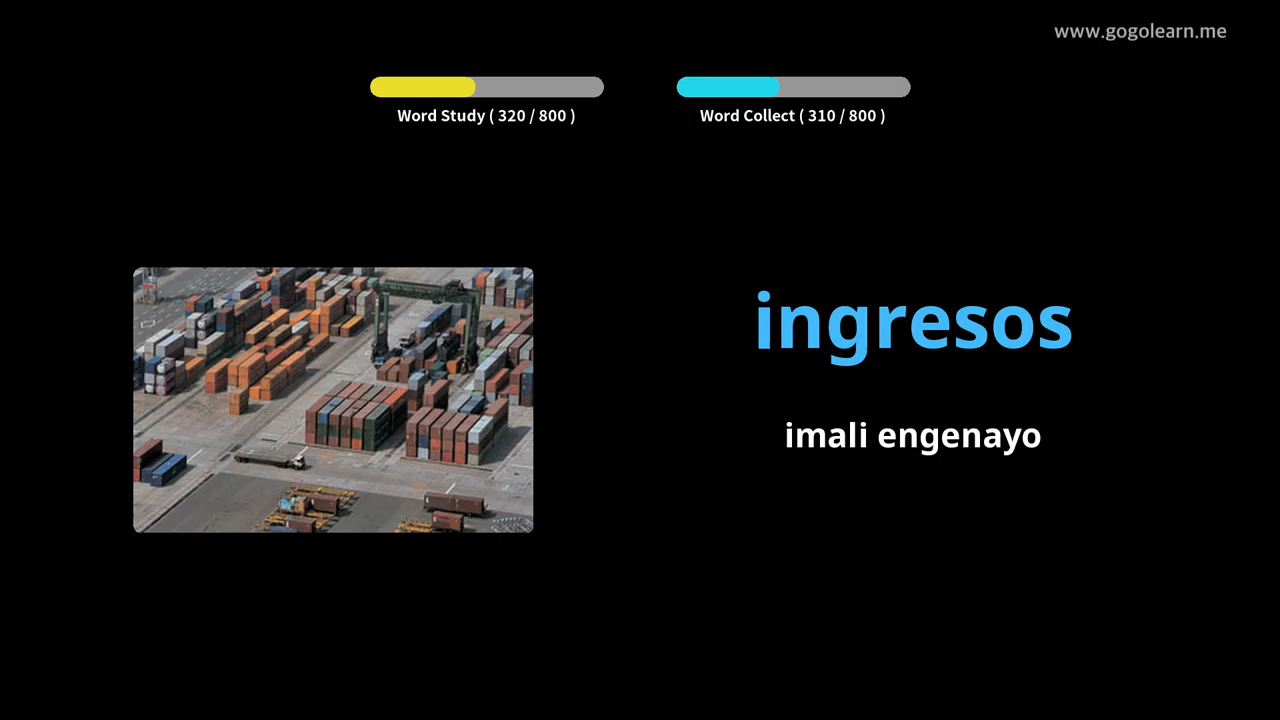 www.gogolearn.me
Word Study ( 320 / 800 )
Word Collect ( 310 / 800 )
ingresos
imali engenayo